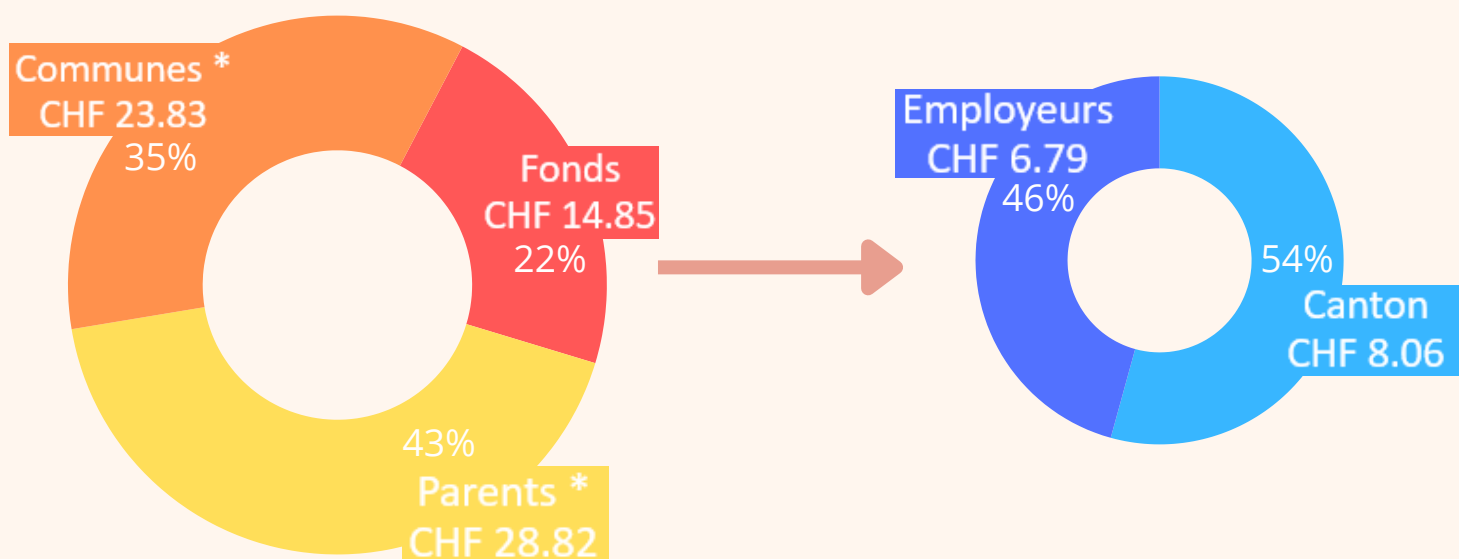 Communes *
CHF 23.83
35%
Fonds
CHF 14.85
22%
43%
Parents *
CHF 28.82
Employeurs
CHF 6.79
46%
54%
Canton
CHF 8.06